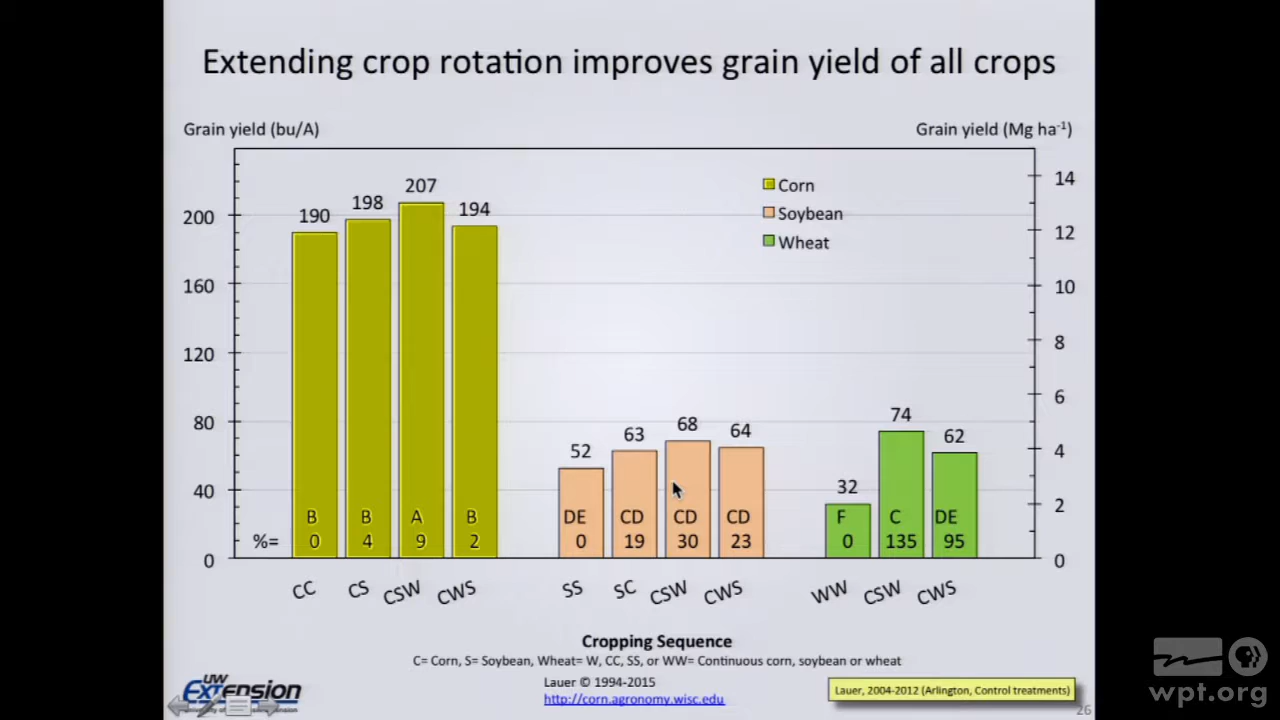 Extending crop rotation improves grain yield of all crops
Grain yield (bu/A)
Grain yield (Mg ha-1)
Corn
Soybean
Wheat
200
160
120
80
40
0
14
12
10
8
6
4
2
0
190 198 207 194
52 63 68 64
32 74 62
B B A B DE CD CD CD F C DE
%= 0 4 9 2 0 19 30 23 0 135 95
CC CS CSW CWS SS SC CSW CWS WW CSW CWS
Cropping Sequence
C= Corn, S= Soybean, Wheat= W, CC, SS, or WW= Continuous corn, soybean or wheat
Lauer © 1994-2015
http://corn.agronomy.wisc.edu
UW
Extension
Lauer, 2004-2012 (Arlington, Control treatments)
26
wpt.org